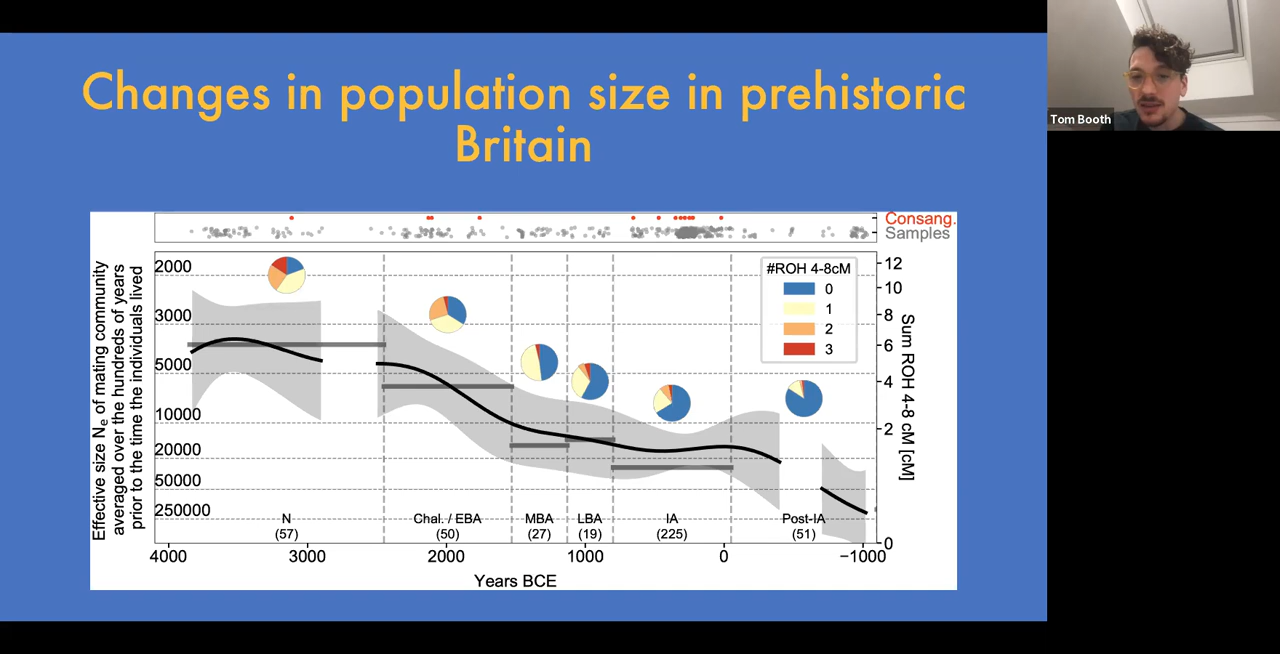 Changes in population size in prehistoric
Britain
Tom Booth
Consang.
Samples
Effective size Ne of mating community
averaged over the hundreds of years
prior to the time the individuals lived
2000
3000
5000
10000
20000
50000
250000
#ROH 4-8cM
0
1
2
3
12
10
8
6
4
2
0
Sum ROH 4-8 cM [cM]
N
(57)
Chal. / EBA
(50)
MBA
(27)
LBA
(19)
IA
(225)
Post-IA
(51)
4000
3000
2000
1000
0
−1000
Years BCE